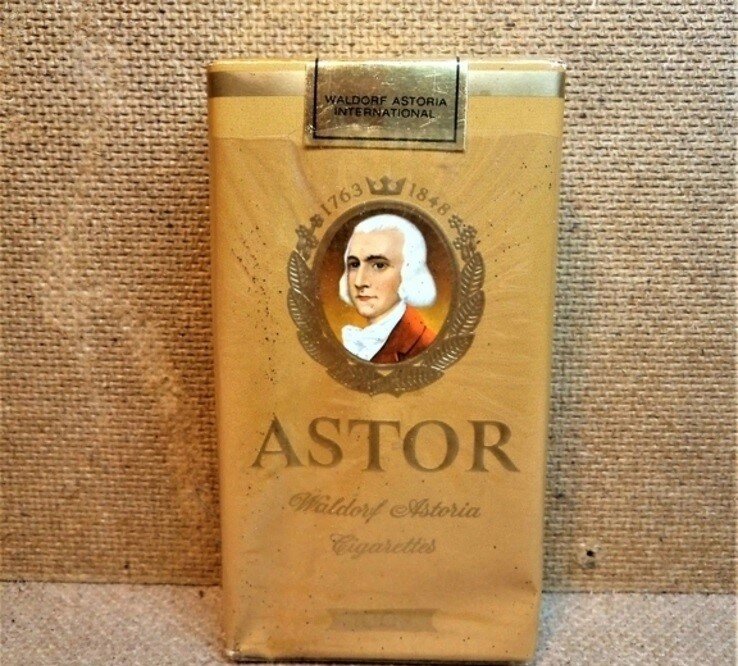 WALDORF ASTORIA
INTERNATIONAL
1763 1848
ASTOR
Waldorf Astoria
Cigarettes